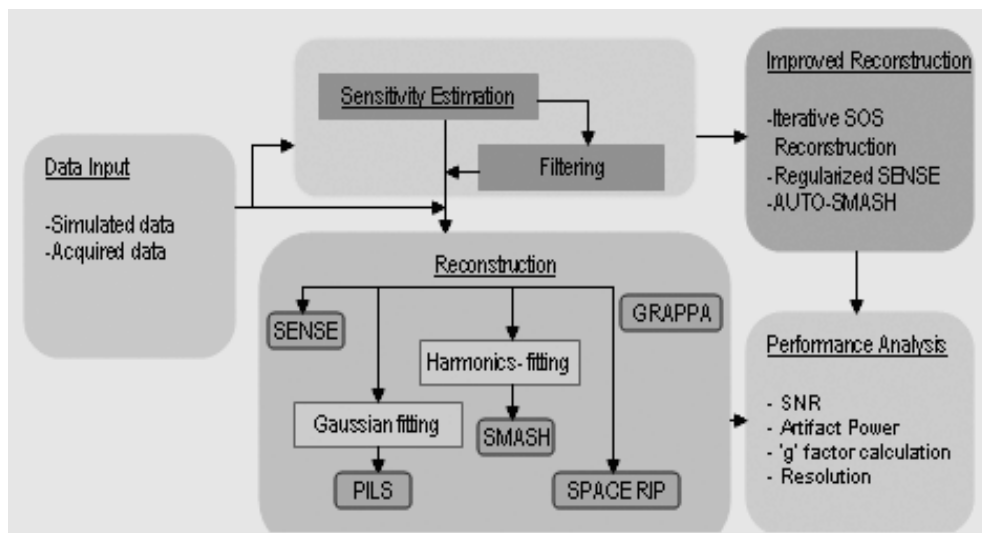 Data Input
-Simulated data
-Acquired data
Sensitivity Estimation
Filtering
Improved Reconstruction
-Iterative SOS
Reconstruction
-Regularized SENSE
-AUTO-SMASH
Reconstruction
SENSE
GRAPPA
Harmonics- fitting
Gaussian fitting
SMASH
PILS
SPACE RIP
Performance Analysis
- SNR
- Artifact Power
- 'g' factor calculation
- Resolution